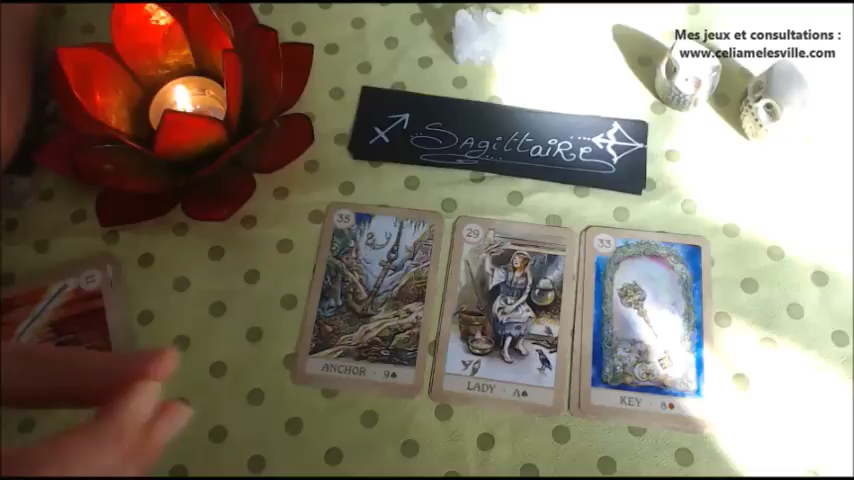 Mes jeux et consultations :
www.celiamelesville.com
Sagittaire
35
29
33
ANCHOR · 9♠
LADY · A♠
KEY · 8♦